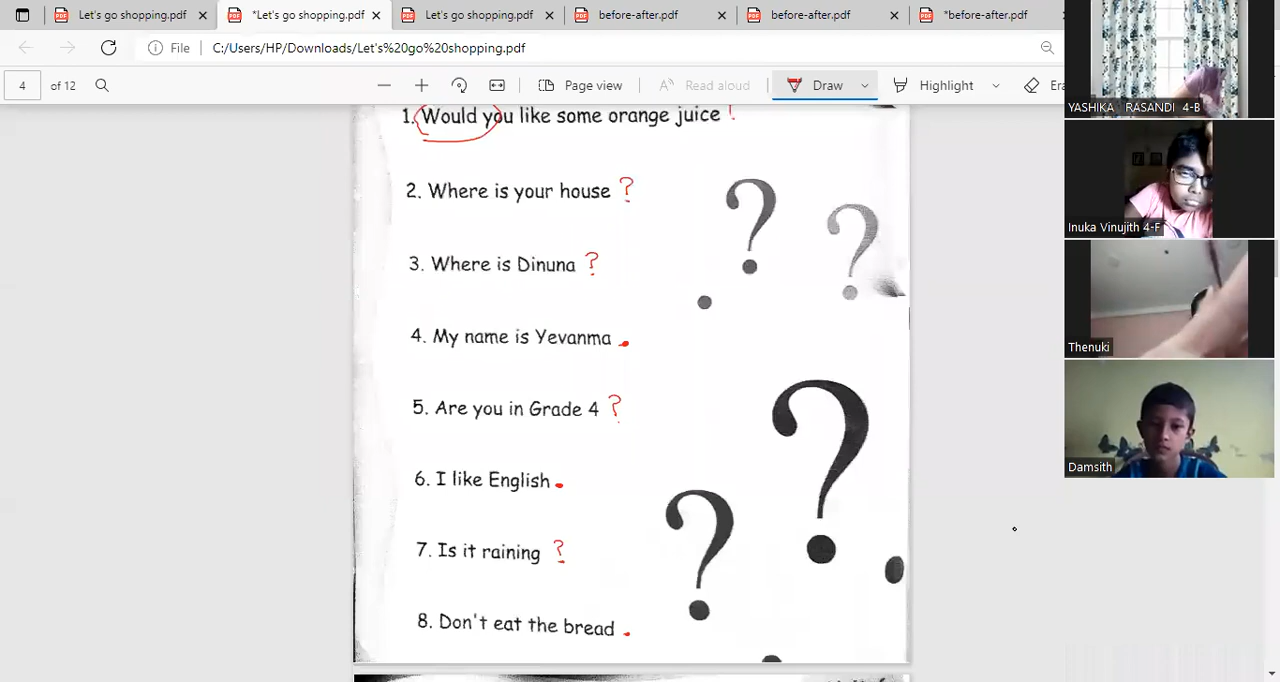 Let's go shopping.pdf
*Let's go shopping.pdf
Let's go shopping.pdf
before-after.pdf
before-after.pdf
*before-after.pdf
File
C:/Users/HP/Downloads/Let's%20go%20shopping.pdf
4 of 12
Page view
Read aloud
Draw
Highlight
Era
1. Would you like some orange juice ?
2. Where is your house ?
3. Where is Dinuna ?
4. My name is Yevanma .
5. Are you in Grade 4 ?
6. I like English .
7. Is it raining ?
8. Don't eat the bread .
? ?
?
?
YASHIKA RASANDI 4-B
Inuka Vinujith 4-F
Thenuki
Damsith